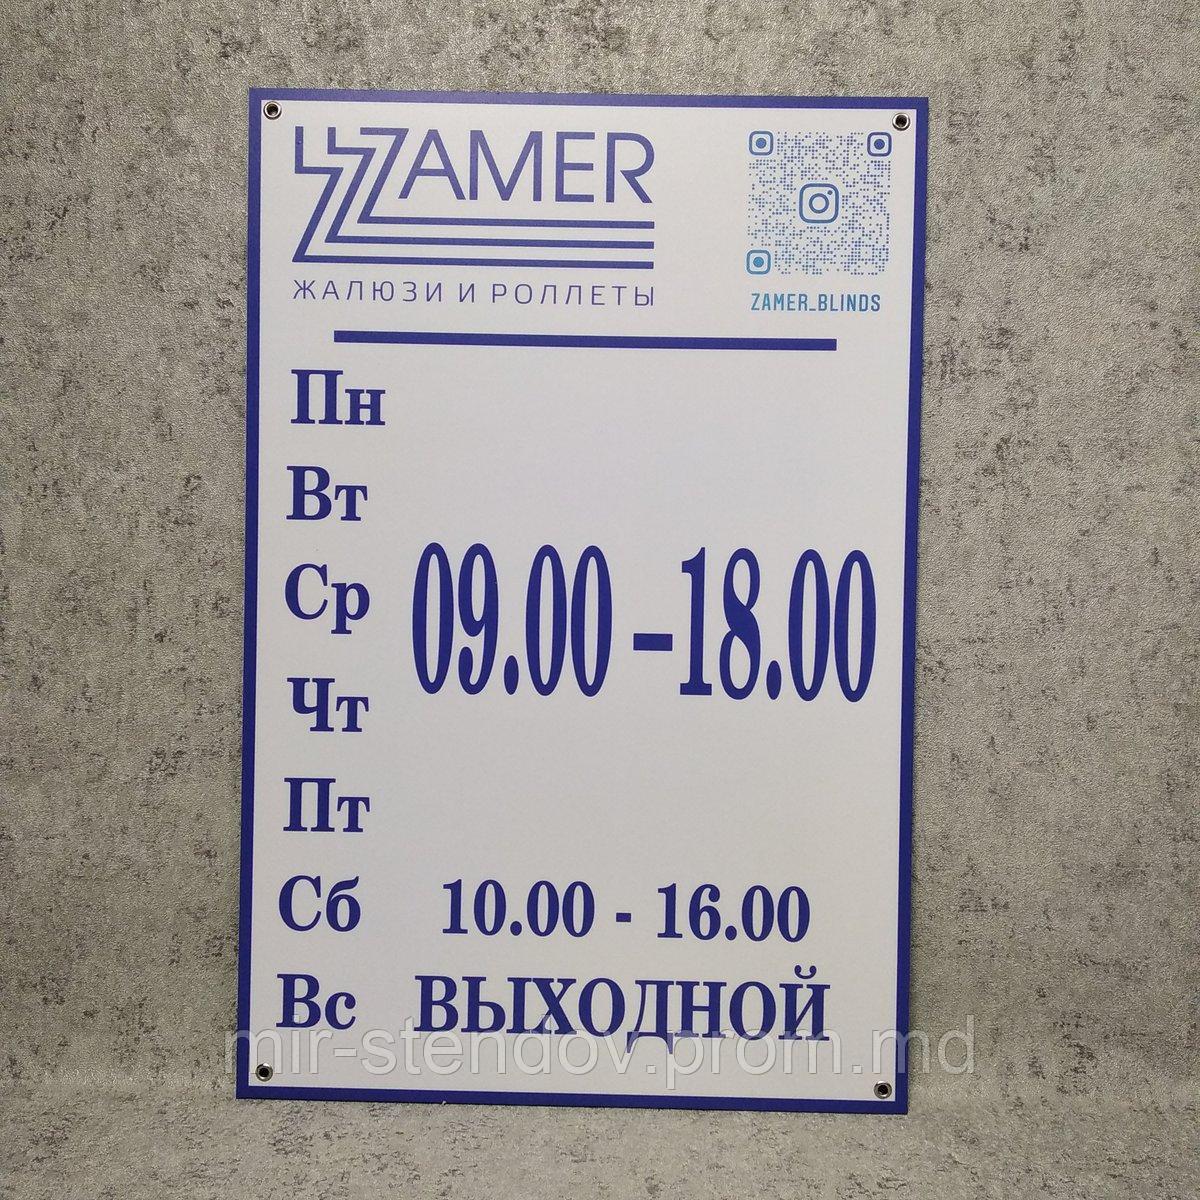 ZAMER
ЖАЛЮЗИ И РОЛЛЕТЫ
ZAMER_BLINDS
Пн
Вт
Ср
Чт
Пт
09.00 - 18.00
Сб 10.00 - 16.00
Вс ВЫХОДНОЙ
mir-stendov.prom.md